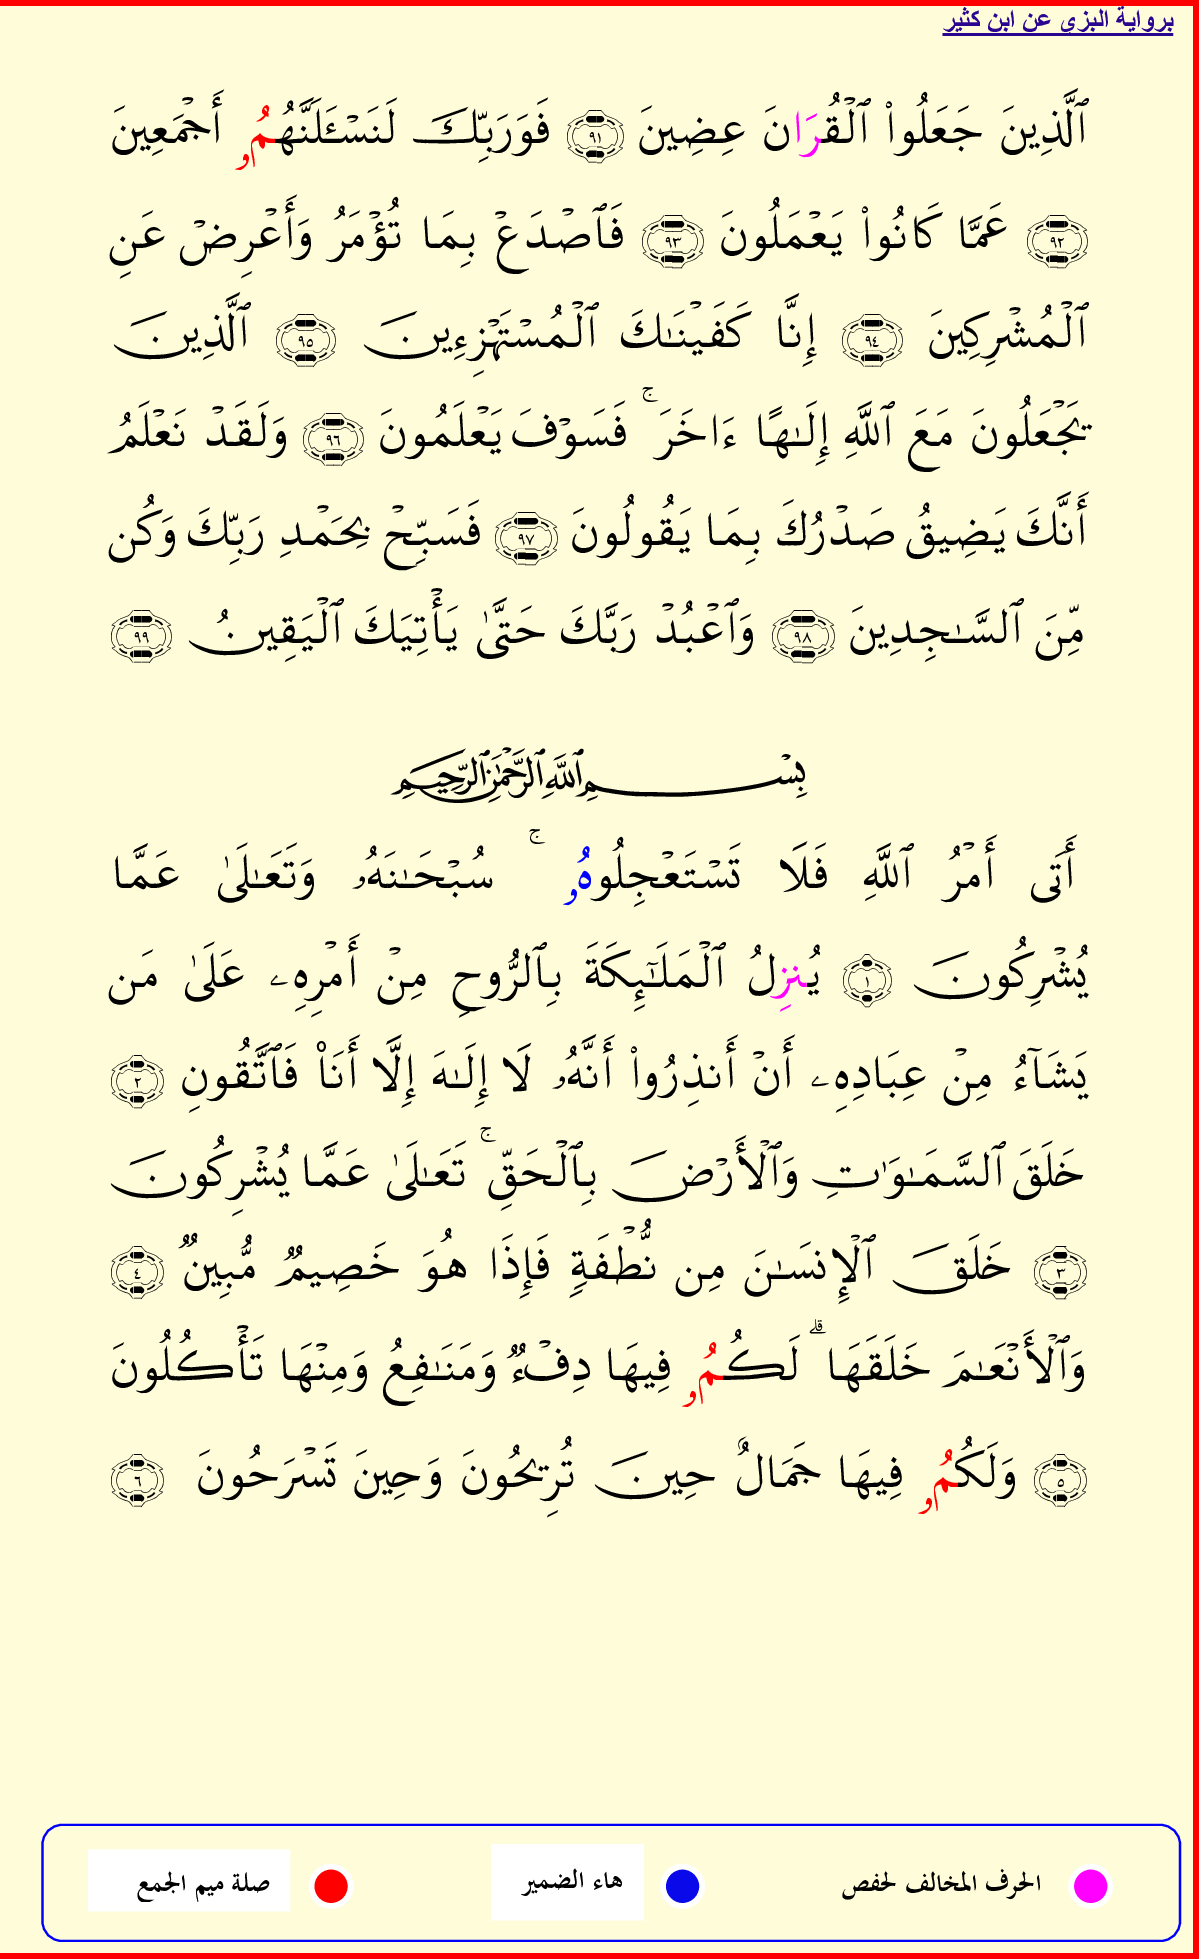 برواية البزي عن ابن كثير
ٱلَّذِينَ جَعَلُوا۟ ٱلْقُرَانَ عِضِينَ ٩١ فَوَرَبِّكَ لَنَسْـَٔلَنَّهُمُۥ أَجْمَعِينَ
٩٢ عَمَّا كَانُوا۟ يَعْمَلُونَ ٩٣ فَٱصْدَعْ بِمَا تُؤْمَرُ وَأَعْرِضْ عَنِ
ٱلْمُشْرِكِينَ ٩٤ إِنَّا كَفَيْنَـٰكَ ٱلْمُسْتَهْزِءِينَ ٩٥ ٱلَّذِينَ
يَجْعَلُونَ مَعَ ٱللَّهِ إِلَـٰهًا ءَاخَرَ ۚ فَسَوْفَ يَعْلَمُونَ ٩٦ وَلَقَدْ نَعْلَمُ
أَنَّكَ يَضِيقُ صَدْرُكَ بِمَا يَقُولُونَ ٩٧ فَسَبِّحْ بِحَمْدِ رَبِّكَ وَكُن
مِّنَ ٱلسَّـٰجِدِينَ ٩٨ وَٱعْبُدْ رَبَّكَ حَتَّىٰ يَأْتِيَكَ ٱلْيَقِينُ ٩٩
بِسْمِ ٱللَّهِ ٱلرَّحْمَـٰنِ ٱلرَّحِيمِ
أَتَى أَمْرُ ٱللَّهِ فَلَا تَسْتَعْجِلُوهُۥ ۚ سُبْحَـٰنَهُۥ وَتَعَـٰلَىٰ عَمَّا
يُشْرِكُونَ ١ يُنزِلُ ٱلْمَلَـٰٓئِكَةَ بِٱلرُّوحِ مِنْ أَمْرِهِۦ عَلَىٰ مَن
يَشَآءُ مِنْ عِبَادِهِۦ أَنْ أَنذِرُوا۟ أَنَّهُۥ لَا إِلَـٰهَ إِلَّا أَنَا۠ فَٱتَّقُونِ ٢
خَلَقَ ٱلسَّمَـٰوَٰتِ وَٱلْأَرْضَ بِٱلْحَقِّ ۚ تَعَـٰلَىٰ عَمَّا يُشْرِكُونَ
٣ خَلَقَ ٱلْإِنسَـٰنَ مِن نُّطْفَةٍ فَإِذَا هُوَ خَصِيمٌ مُّبِينٌ ٤
وَٱلْأَنْعَـٰمَ خَلَقَهَا ۗ لَكُمُۥ فِيهَا دِفْءٌ وَمَنَـٰفِعُ وَمِنْهَا تَأْكُلُونَ
٥ وَلَكُمُۥ فِيهَا جَمَالٌ حِينَ تُرِيحُونَ وَحِينَ تَسْرَحُونَ ٦
الحرف المخالف لحفص هاء الضمير صلة ميم الجمع